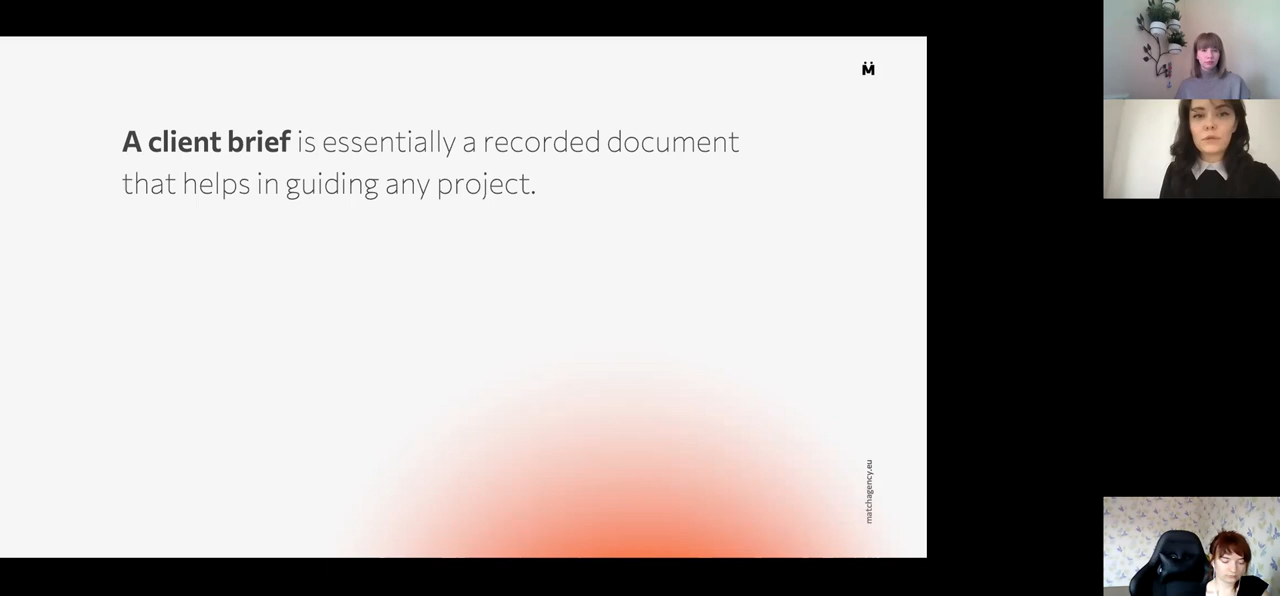 M̈
A client brief is essentially a recorded document
that helps in guiding any project.
matchagency.eu